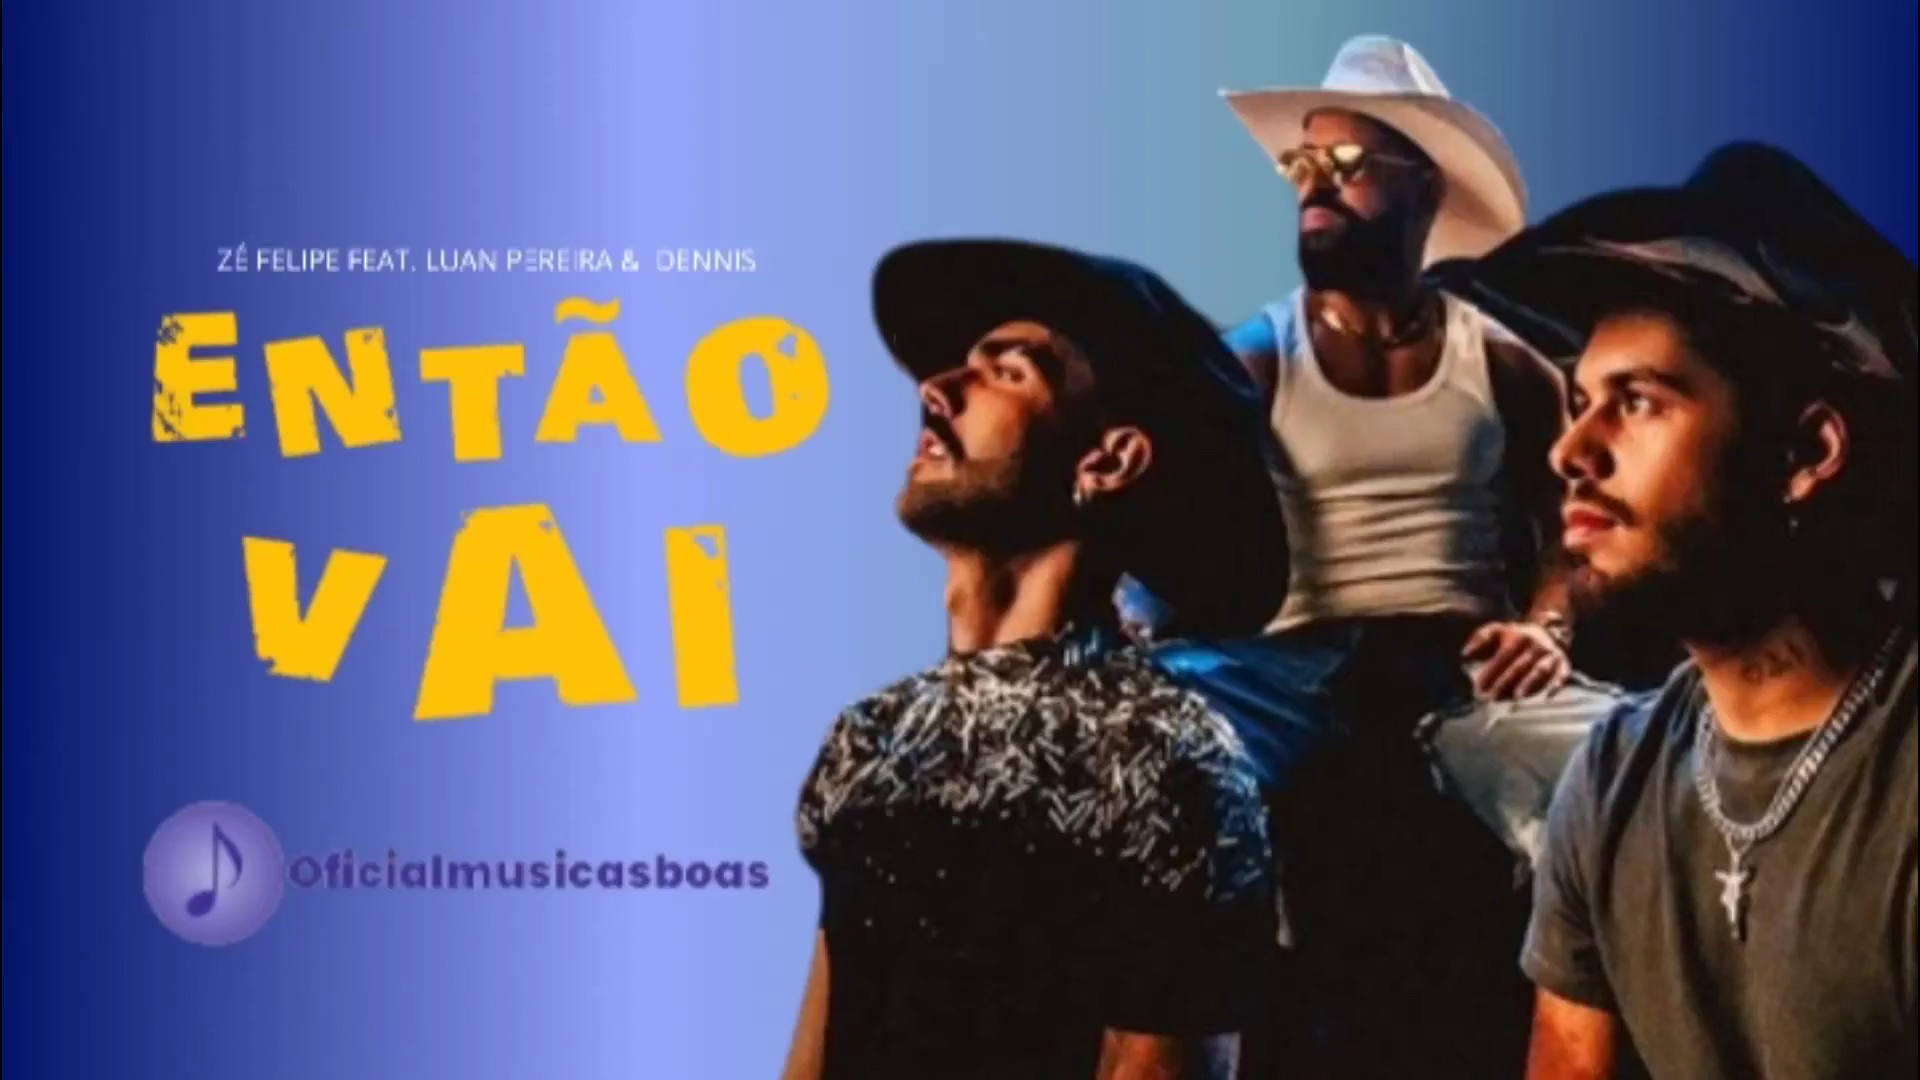 ZÉ FELIPE FEAT. LUAN PEREIRA & DENNIS
ENTÃO
VAI
Oficialmusicasboas